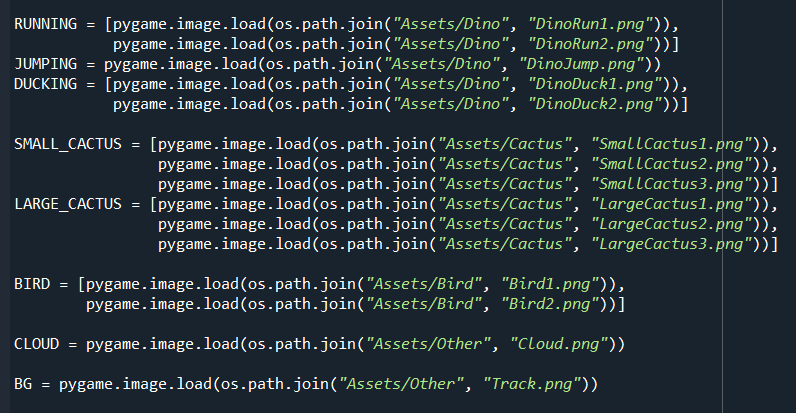 RUNNING = [pygame.image.load(os.path.join("Assets/Dino", "DinoRun1.png")),
           pygame.image.load(os.path.join("Assets/Dino", "DinoRun2.png"))]
JUMPING = pygame.image.load(os.path.join("Assets/Dino", "DinoJump.png"))
DUCKING = [pygame.image.load(os.path.join("Assets/Dino", "DinoDuck1.png")),
           pygame.image.load(os.path.join("Assets/Dino", "DinoDuck2.png"))]

SMALL_CACTUS = [pygame.image.load(os.path.join("Assets/Cactus", "SmallCactus1.png")),
                pygame.image.load(os.path.join("Assets/Cactus", "SmallCactus2.png")),
                pygame.image.load(os.path.join("Assets/Cactus", "SmallCactus3.png"))]
LARGE_CACTUS = [pygame.image.load(os.path.join("Assets/Cactus", "LargeCactus1.png")),
                pygame.image.load(os.path.join("Assets/Cactus", "LargeCactus2.png")),
                pygame.image.load(os.path.join("Assets/Cactus", "LargeCactus3.png"))]

BIRD = [pygame.image.load(os.path.join("Assets/Bird", "Bird1.png")),
        pygame.image.load(os.path.join("Assets/Bird", "Bird2.png"))]

CLOUD = pygame.image.load(os.path.join("Assets/Other", "Cloud.png"))

BG = pygame.image.load(os.path.join("Assets/Other", "Track.png"))